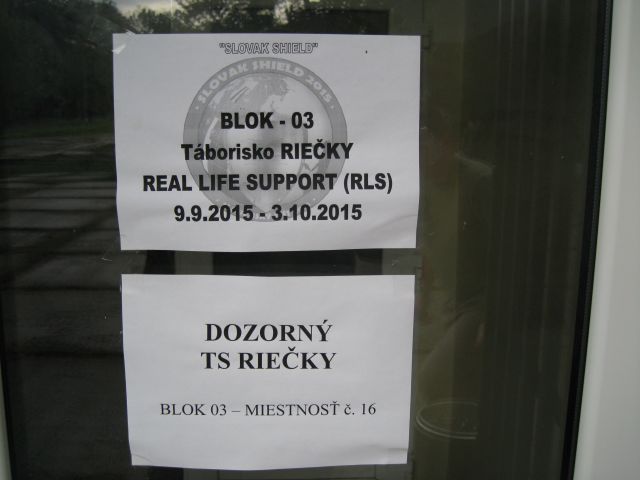 "SLOVAK SHIELD"
· SLOVAK SHIELD 2015 ·
BLOK - 03
Táborisko RIEČKY
REAL LIFE SUPPORT (RLS)
9.9.2015 - 3.10.2015
DOZORNÝ
TS RIEČKY
BLOK 03 – MIESTNOSŤ č. 16